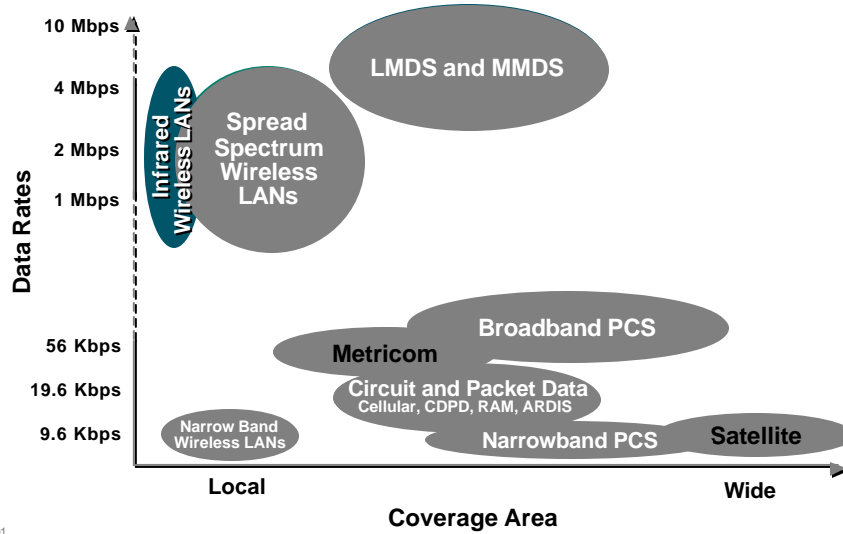 10 Mbps
LMDS and MMDS
4 Mbps
Infrared
Wireless LANs
Spread
Spectrum
Wireless
LANs
2 Mbps
1 Mbps
Data Rates
Broadband PCS
56 Kbps
Metricom
19.6 Kbps
Circuit and Packet Data
Cellular, CDPD, RAM, ARDIS
9.6 Kbps
Narrow Band
Wireless LANs
Narrowband PCS
Satellite
Local
Wide
Coverage Area